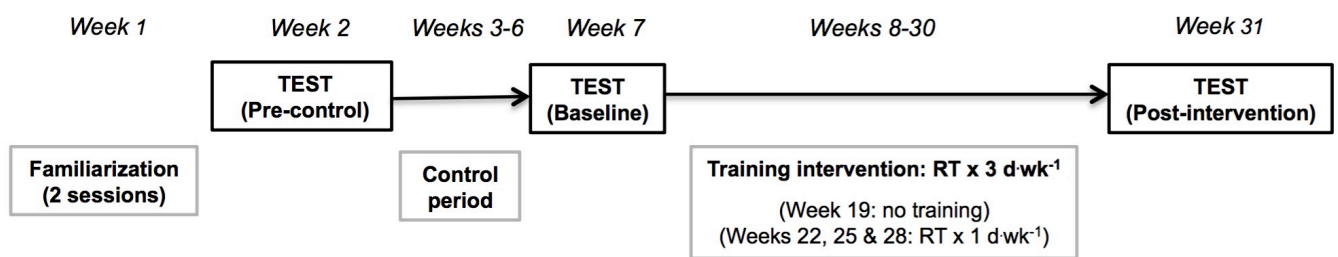 Week 1
Week 2
Weeks 3-6
Week 7
Weeks 8-30
Week 31
TEST
(Pre-control)
TEST
(Baseline)
TEST
(Post-intervention)
Familiarization
(2 sessions)
Control
period
Training intervention: RT x 3 d·wk⁻¹
(Week 19: no training)
(Weeks 22, 25 & 28: RT x 1 d·wk⁻¹)